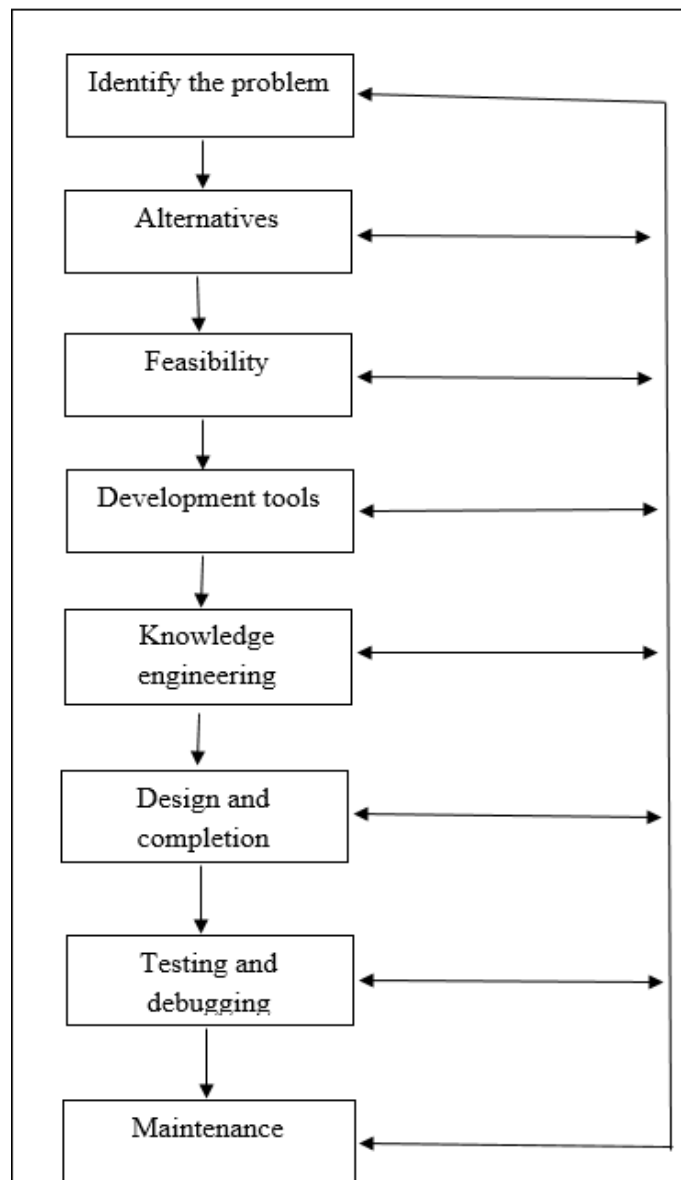 Identify the problem
Alternatives
Feasibility
Development tools
Knowledge
engineering
Design and
completion
Testing and
debugging
Maintenance